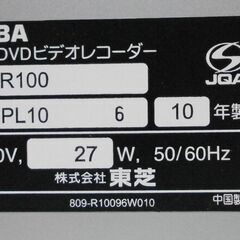 BA
DVDビデオレコーダー
JQA
R100
PL10 6 10 年製
0V, 27 W, 50/60Hz
株式会社 東芝
809-R10096W010 中国製